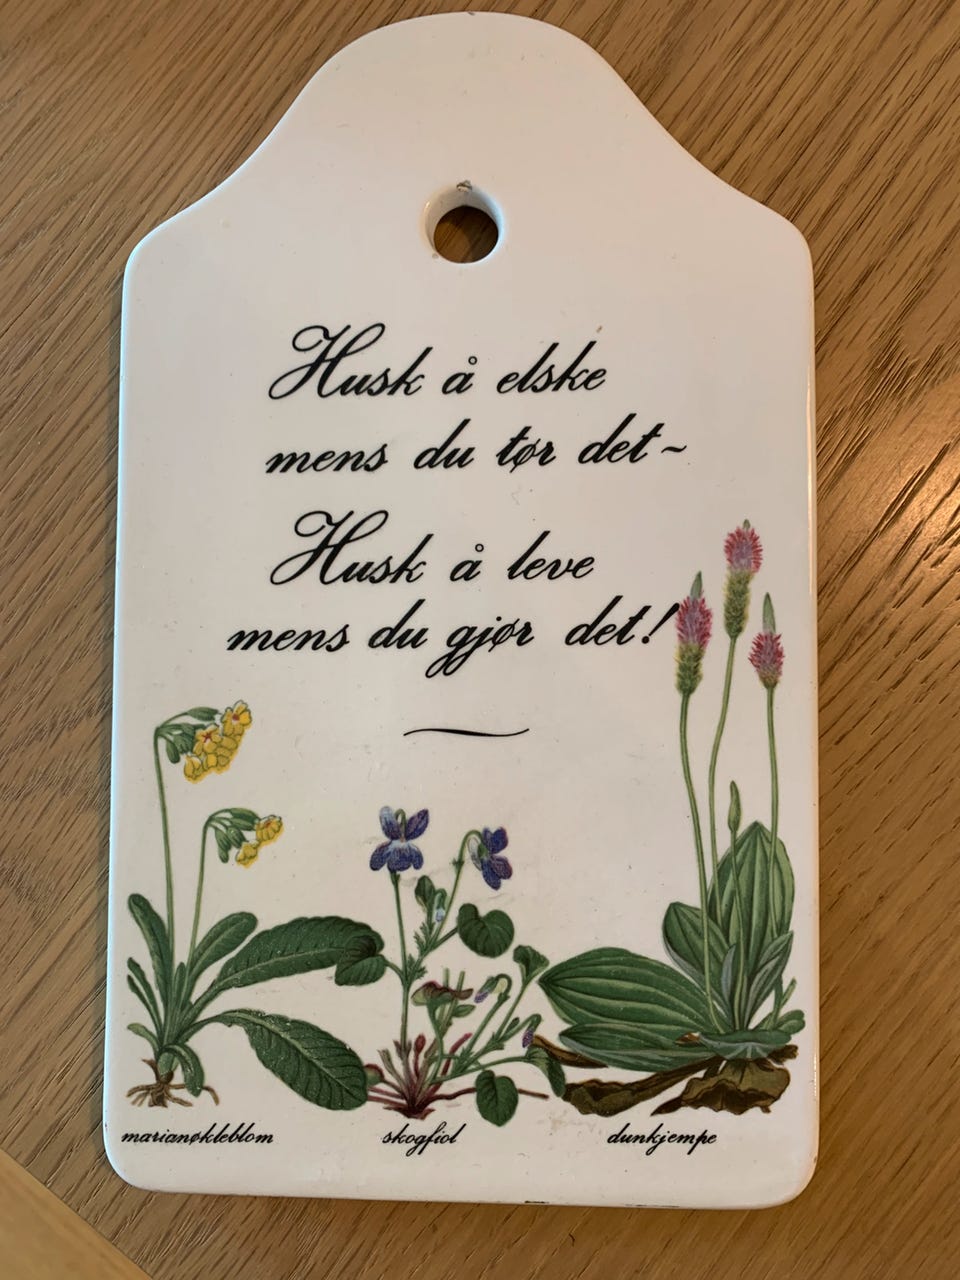 Husk å elske
mens du tør det ~
Husk å leve
mens du gjør det!
marianøkleblom
skogfiol
dunkjempe